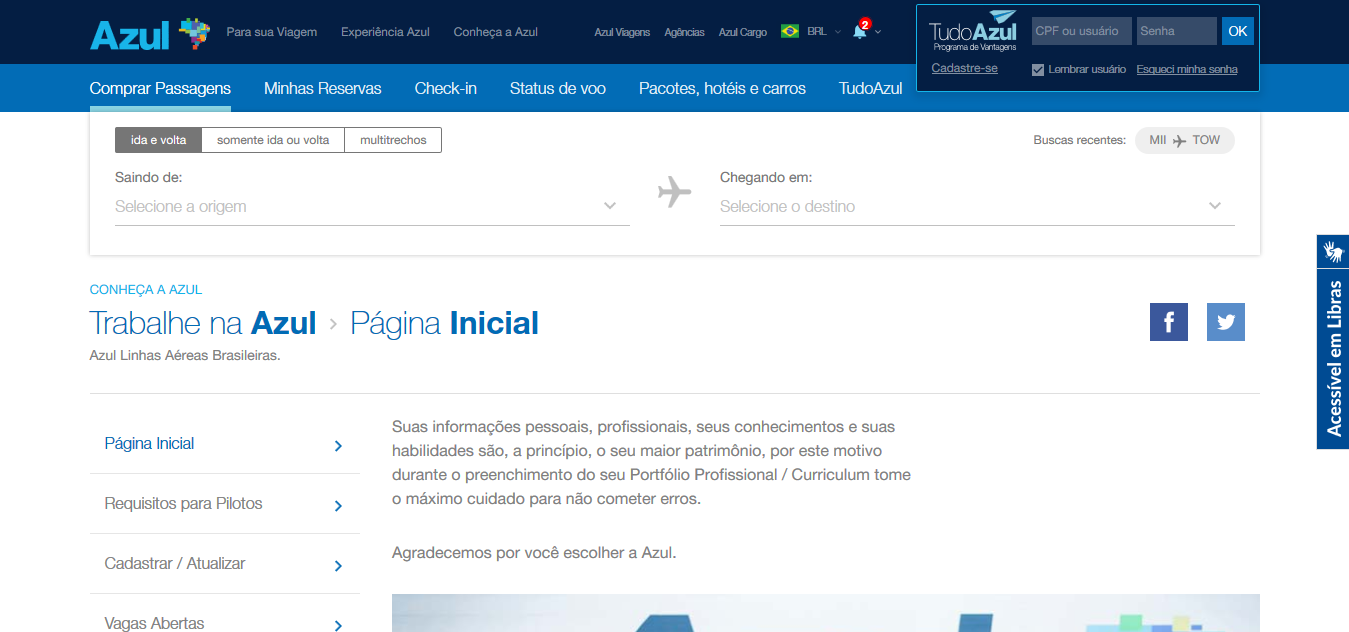 Azul
Para sua Viagem
Experiência Azul
Conheça a Azul
Azul Viagens
Agências
Azul Cargo
BRL
2
TudoAzul
Programa de Vantagens
CPF ou usuário
Senha
OK
Cadastre-se
Lembrar usuário
Esqueci minha senha
Comprar Passagens
Minhas Reservas
Check-in
Status de voo
Pacotes, hotéis e carros
TudoAzul
ida e volta
somente ida ou volta
multitrechos
Buscas recentes:
MII TOW
Saindo de:
Selecione a origem
Chegando em:
Selecione o destino
CONHEÇA A AZUL
Trabalhe na Azul › Página Inicial
Azul Linhas Aéreas Brasileiras.
Acessível em Libras
Página Inicial
Requisitos para Pilotos
Cadastrar / Atualizar
Vagas Abertas
Suas informações pessoais, profissionais, seus conhecimentos e suas
habilidades são, a princípio, o seu maior patrimônio, por este motivo
durante o preenchimento do seu Portfólio Profissional / Curriculum tome
o máximo cuidado para não cometer erros.
Agradecemos por você escolher a Azul.